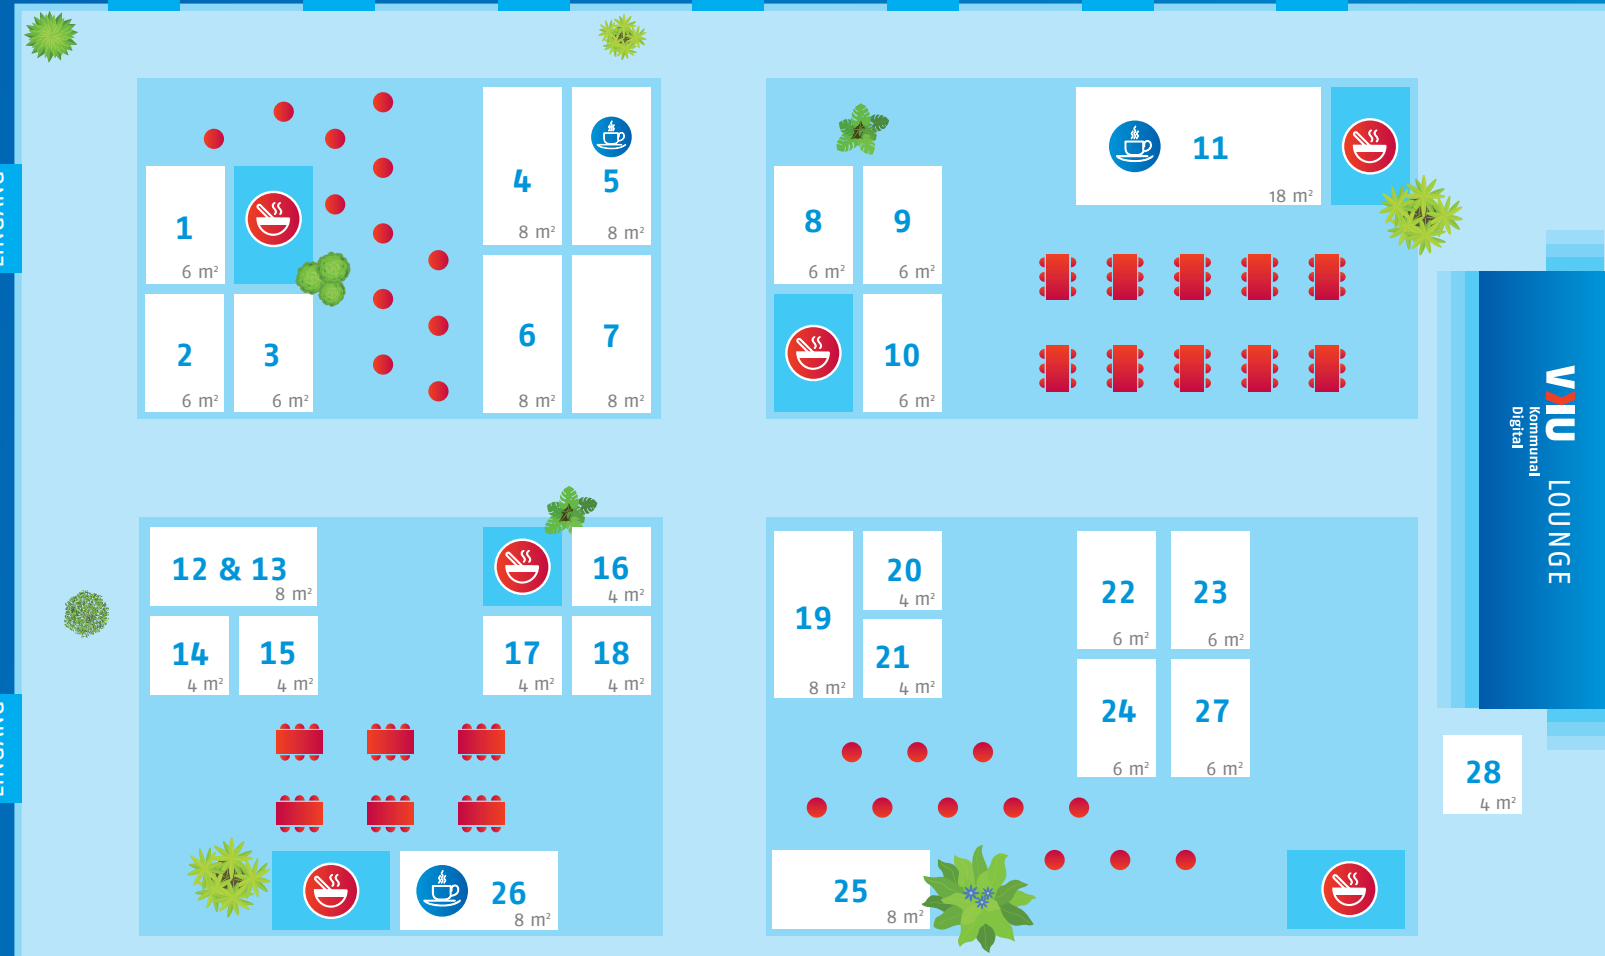 4
5
8 m²
8 m²
1
6 m²
2
6 m²
3
6 m²
6
8 m²
7
8 m²
11
18 m²
8
6 m²
9
6 m²
10
6 m²
VKU
Kommunal
Digital
LOUNGE
12 & 13
8 m²
14
4 m²
15
4 m²
16
4 m²
17
4 m²
18
4 m²
26
8 m²
19
8 m²
20
4 m²
21
4 m²
22
6 m²
23
6 m²
24
6 m²
27
6 m²
25
8 m²
28
4 m²